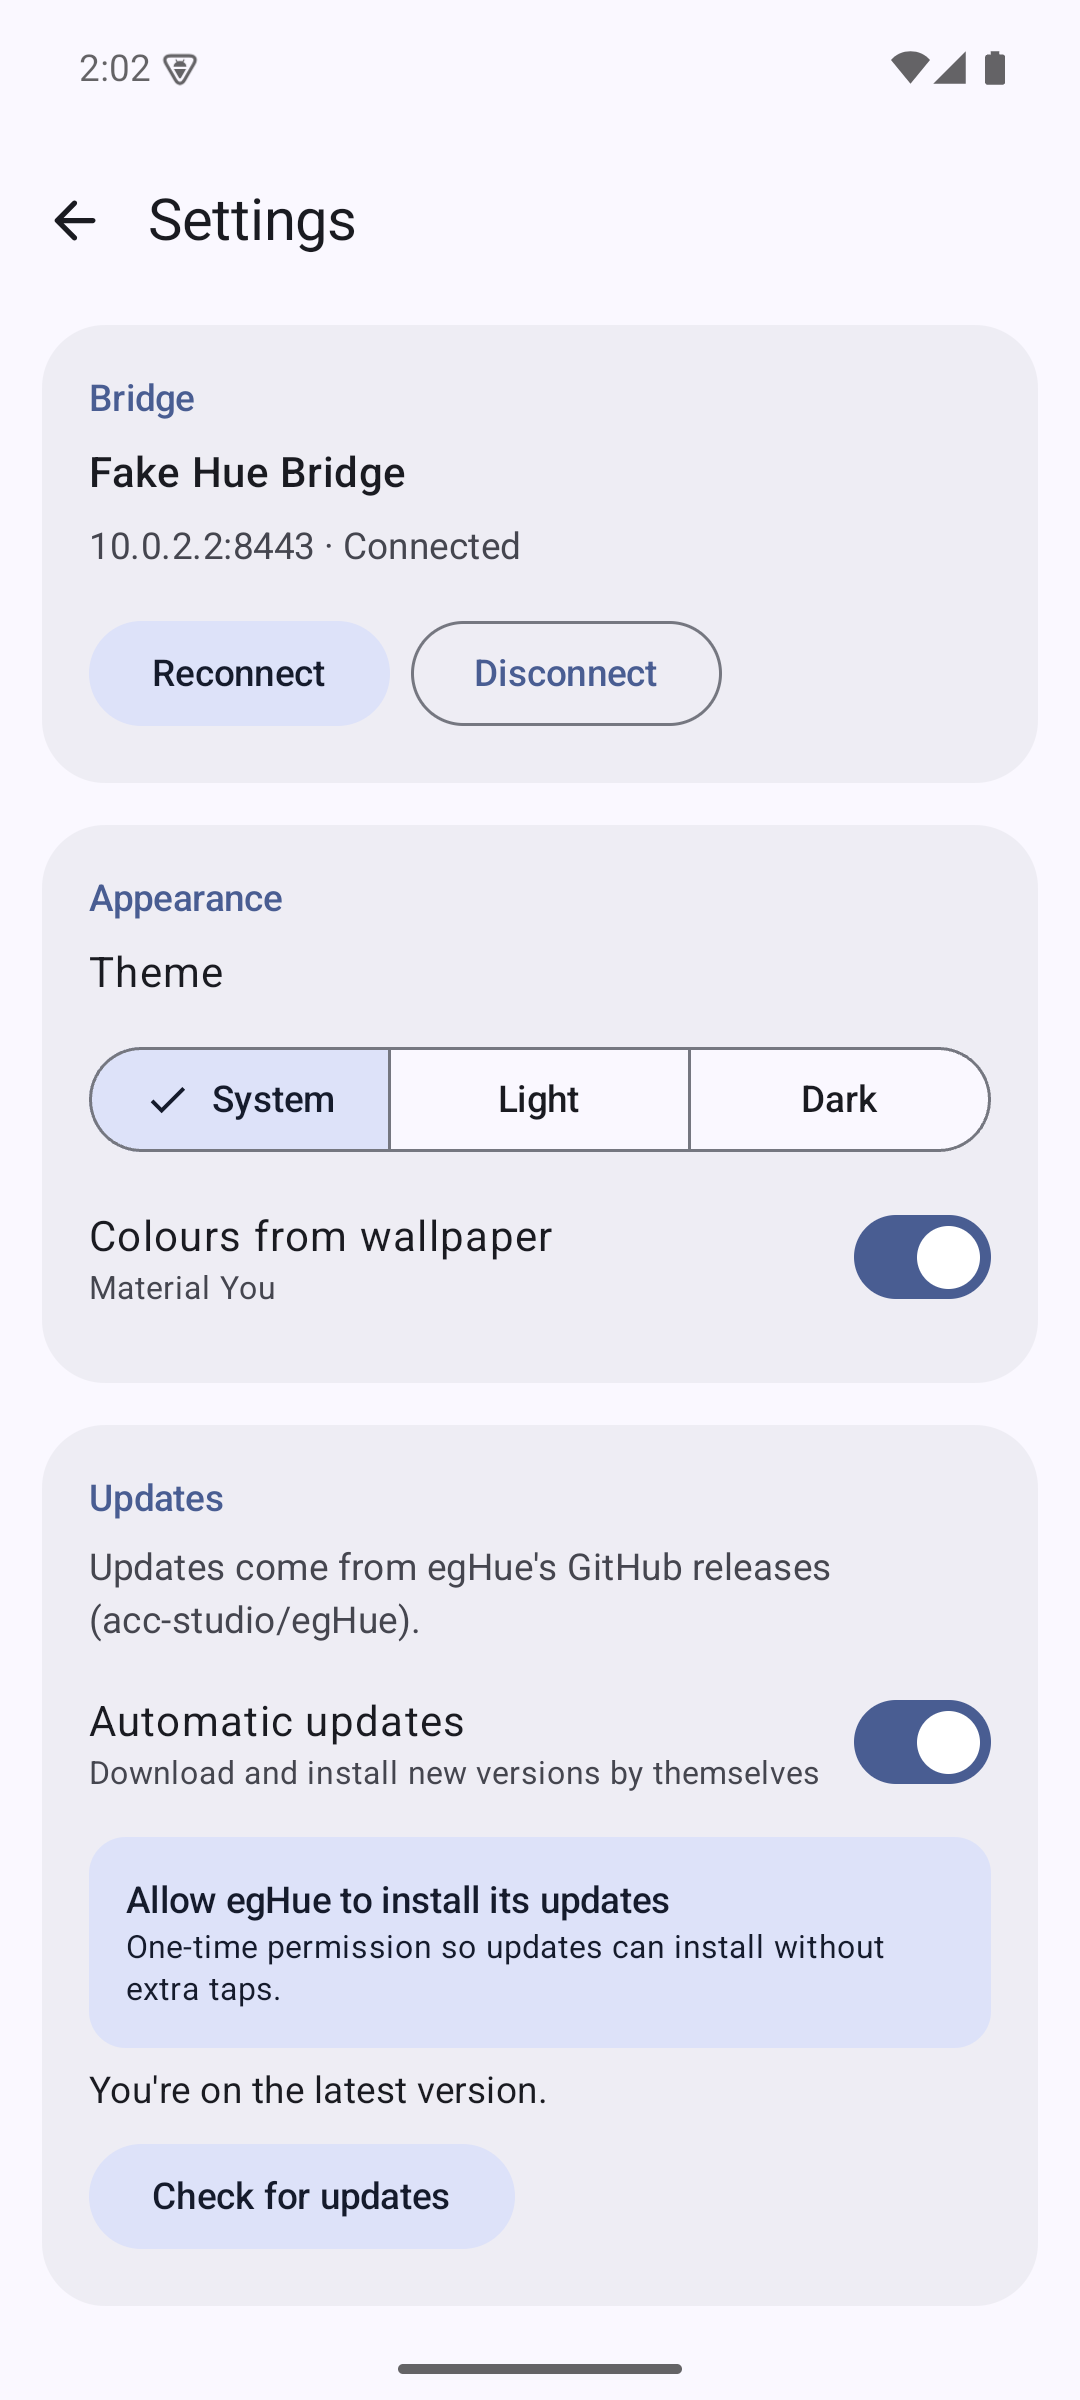 2:02
Settings
Bridge
Fake Hue Bridge
10.0.2.2:8443 · Connected
Reconnect
Disconnect
Appearance
Theme
System
Light
Dark
Colours from wallpaper
Material You
Updates
Updates come from egHue's GitHub releases
(acc-studio/egHue).
Automatic updates
Download and install new versions by themselves
Allow egHue to install its updates
One-time permission so updates can install without
extra taps.
You're on the latest version.
Check for updates